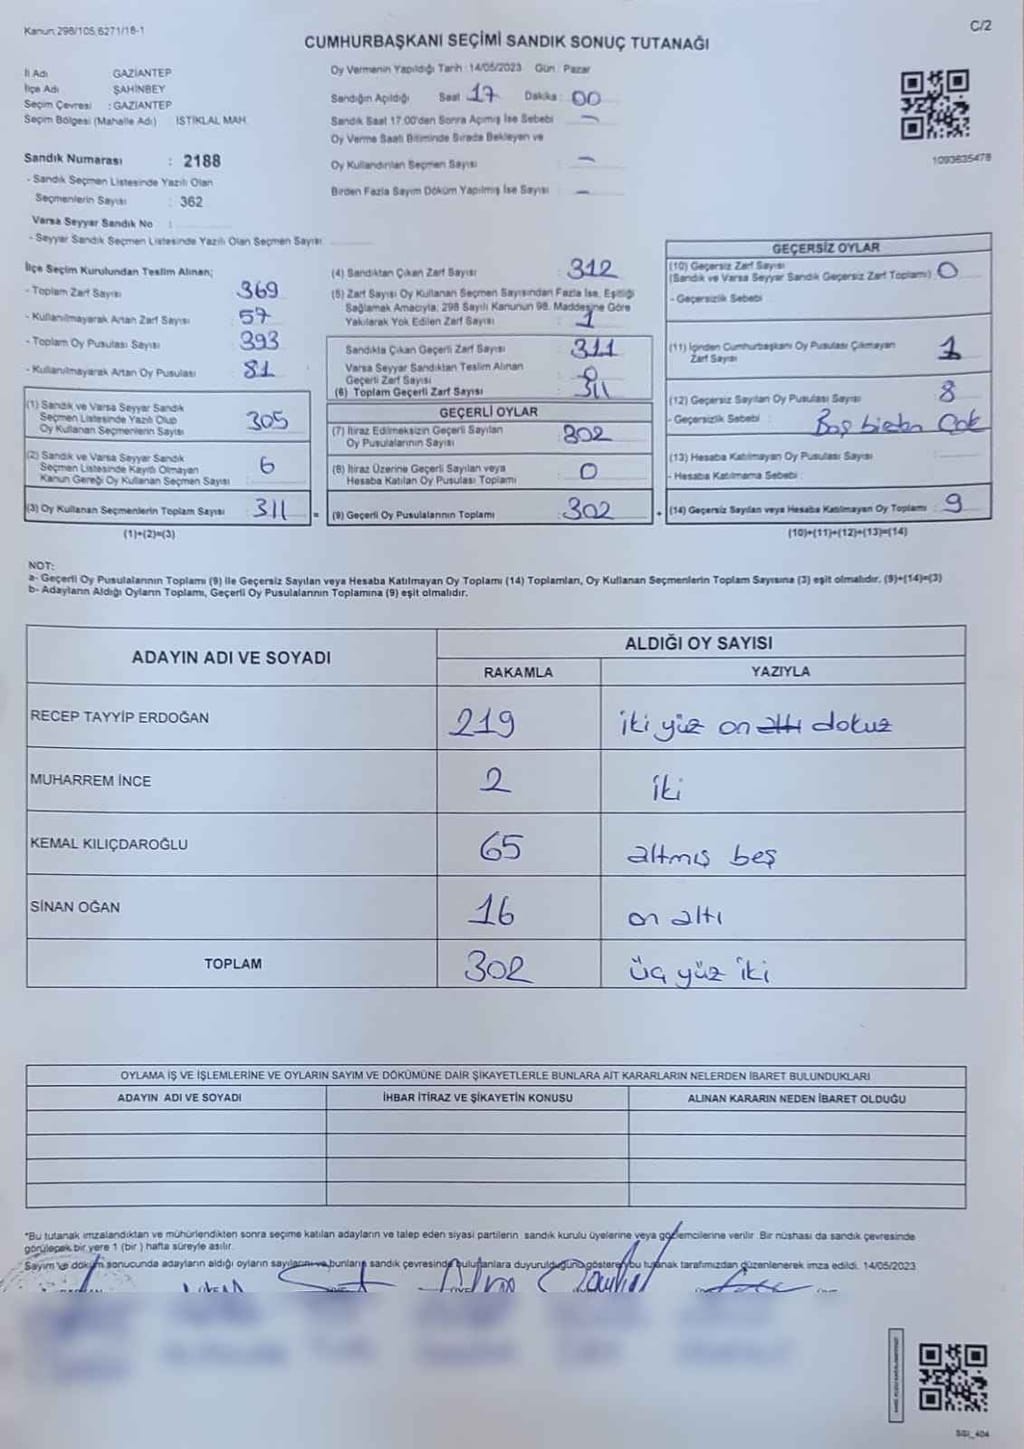 Kanun:298/105,6271/18-1
C/2
CUMHURBAŞKANI SEÇİMİ SANDIK SONUÇ TUTANAĞI
İl Adı GAZİANTEP
İlçe Adı ŞAHİNBEY
Seçim Çevresi : GAZİANTEP
Seçim Bölgesi (Mahalle Adı) İSTİKLAL MAH.
Sandık Numarası : 2188
- Sandık Seçmen Listesinde Yazılı Olan
Seçmenlerin Sayısı : 362
Varsa Seyyar Sandık No :
- Seyyar Sandık Seçmen Listesinde Yazılı Olan Seçmen Sayısı
Oy Vermenin Yapıldığı Tarih :14/05/2023 Gün : Pazar
Sandığın Açıldığı Saat 17 Dakika : 00
Sandık Saat 17:00'den Sonra Açımış İse Sebebi -
Oy Verme Saati Bitiminde Sırada Bekleyen ve
Oy Kullandırılan Seçmen Sayısı -
Birden Fazla Sayım Döküm Yapılmış İse Sayısı -
1093635478
İlçe Seçim Kurulundan Teslim Alınan;
- Toplam Zarf Sayısı 369
- Kullanılmayarak Artan Zarf Sayısı 57
- Toplam Oy Pusulası Sayısı 393
- Kullanılmayarak Artan Oy Pusulası 81
(1) Sandık ve Varsa Seyyar Sandık
Seçmen Listesinde Yazılı Olup
Oy Kullanan Seçmenlerin Sayısı 305
(2) Sandık ve Varsa Seyyar Sandık
Seçmen Listesinde Kayıtlı Olmayan
Kanun Gereği Oy Kullanan Seçmen Sayısı 6
(3) Oy Kullanan Seçmenlerin Toplam Sayısı 311
(1)+(2)=(3)
(4) Sandıktan Çıkan Zarf Sayısı : 312
(5) Zarf Sayısı Oy Kullanan Seçmen Sayısından Fazla İse, Eşitliği
Sağlamak Amacıyla; 298 Sayılı Kanunun 98. Maddesine Göre
Yakılarak Yok Edilen Zarf Sayısı : 1
Sandıkta Çıkan Geçerli Zarf Sayısı : 311
Varsa Seyyar Sandıktan Teslim Alınan
Geçerli Zarf Sayısı 0
(6) Toplam Geçerli Zarf Sayısı 311
GEÇERLİ OYLAR
(7) İtiraz Edilmeksizin Geçerli Sayılan
Oy Pusulalarının Sayısı 302
(8) İtiraz Üzerine Geçerli Sayılan veya
Hesaba Katılan Oy Pusulası Toplamı 0
= (9) Geçerli Oy Pusulalarının Toplamı : 302
GEÇERSİZ OYLAR
(10) Geçersiz Zarf Sayısı
(Sandık ve Varsa Seyyar Sandık Geçersiz Zarf Toplamı) 0
- Geçersizlik Sebebi
(11) İçinden Cumhurbaşkanı Oy Pusulası Çıkmayan
Zarf Sayısı 1
(12) Geçersiz Sayılan Oy Pusulası Sayısı 8
- Geçersizlik Sebebi : Boş birden Çok
(13) Hesaba Katılmayan Oy Pusulası Sayısı
- Hesaba Katılmama Sebebi :
+ (14) Geçersiz Sayılan veya Hesaba Katılmayan Oy Toplamı : 9
(10)+(11)+(12)+(13)=(14)
NOT:
a- Geçerli Oy Pusulalarının Toplamı (9) ile Geçersiz Sayılan veya Hesaba Katılmayan Oy Toplamı (14) Toplamları, Oy Kullanan Seçmenlerin Toplam Sayısına (3) eşit olmalıdır. (9)+(14)=(3)
b- Adayların Aldığı Oyların Toplamı, Geçerli Oy Pusulalarının Toplamına (9) eşit olmalıdır.
ADAYIN ADI VE SOYADI ALDIĞI OY SAYISI
RAKAMLA YAZIYLA
RECEP TAYYİP ERDOĞAN 219 iki yüz on altı dokuz
MUHARREM İNCE 2 iki
KEMAL KILIÇDAROĞLU 65 altmış beş
SİNAN OĞAN 16 on altı
TOPLAM 302 üç yüz iki
OYLAMA İŞ VE İŞLEMLERİNE VE OYLARIN SAYIM VE DÖKÜMÜNE DAİR ŞİKAYETLERLE BUNLARA AİT KARARLARIN NELERDEN İBARET BULUNDUKLARI
ADAYIN ADI VE SOYADI İHBAR İTİRAZ VE ŞİKAYETİN KONUSU ALINAN KARARIN NEDEN İBARET OLDUĞU
*Bu tutanak imzalandıktan ve mühürlendikten sonra seçime katılan adayların ve talep eden siyasi partilerin sandık kurulu üyelerine veya gözlemcilerine verilir. Bir nüshası da sandık çevresinde
görülecek bir yere 1 (bir ) hafta süreyle asılır.
Sayım ve döküm sonucunda adayların aldığı oyların sayılarını ve bunların sandık çevresinde bulunanlara duyurulduğunu gösteren bu tutanak tarafımızdan düzenlenerek imza edildi. 14/05/2023
SSI_404